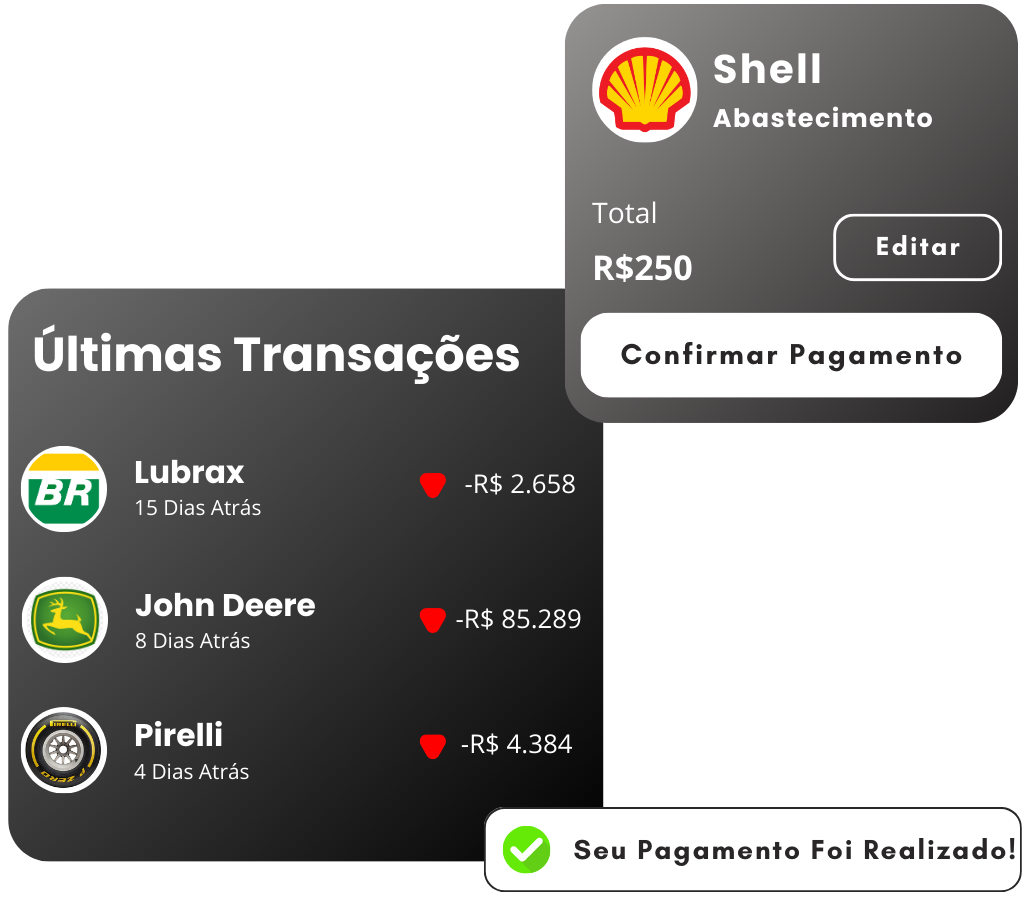 Shell
Abastecimento
Total
R$250
Editar
Confirmar Pagamento
Últimas Transações
BR
Lubrax
15 Dias Atrás
-R$ 2.658
John Deere
8 Dias Atrás
-R$ 85.289
PIRELLI
P ZERO
Pirelli
4 Dias Atrás
-R$ 4.384
Seu Pagamento Foi Realizado!